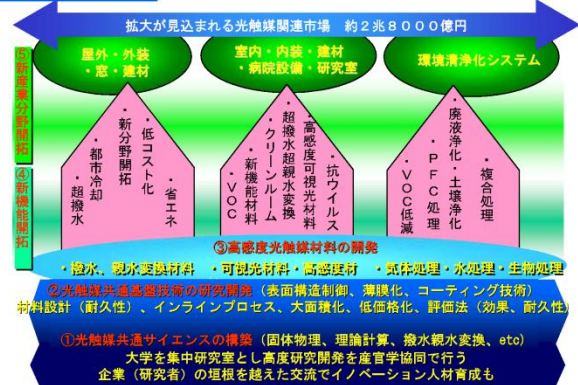 拡大が見込まれる光触媒関連市場 約２兆８０００億円
⑤新産業分野開拓
屋外・外装
・窓・建材
室内・内装・建材
・病院設備・研究室
環境清浄化システム
④新機能開拓
・超撥水
・都市冷却
・新分野開拓
・低コスト化
・省エネ
・VOC
・新機能材料
・クリーンルーム
・超撥水超親水変換
・高感度可視光材料
・抗ウイルス
・VOC低減
・PFC処理
・廃液浄化・土壌浄化
・複合処理
③高感度光触媒材料の開発
・撥水、親水変換材料 ・可視光材料・高感度材 ・気体処理・水処理・生物処理
②光触媒共通基盤技術の研究開発（表面構造制御、薄膜化、コーティング技術）
材料設計（耐久性）、インラインプロセス、大面積化、低価格化、評価法（効果、耐久性）
①光触媒共通サイエンスの構築（固体物理、理論計算、撥水親水変換、etc)
大学を集中研究室とし高度研究開発を産官学協同で行う
企業（研究者）の垣根を越えた交流でイノベーション人材育成も